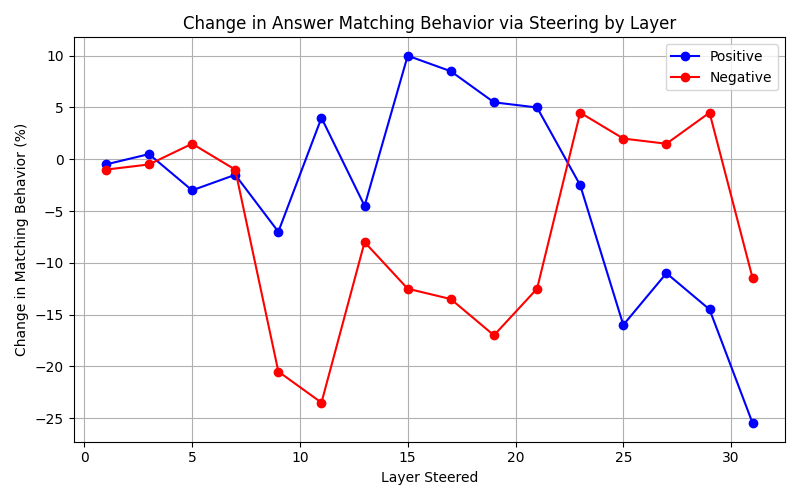 Change in Answer Matching Behavior via Steering by Layer
Positive
Negative
Change in Matching Behavior (%)
10
5
0
−5
−10
−15
−20
−25
0 5 10 15 20 25 30
Layer Steered